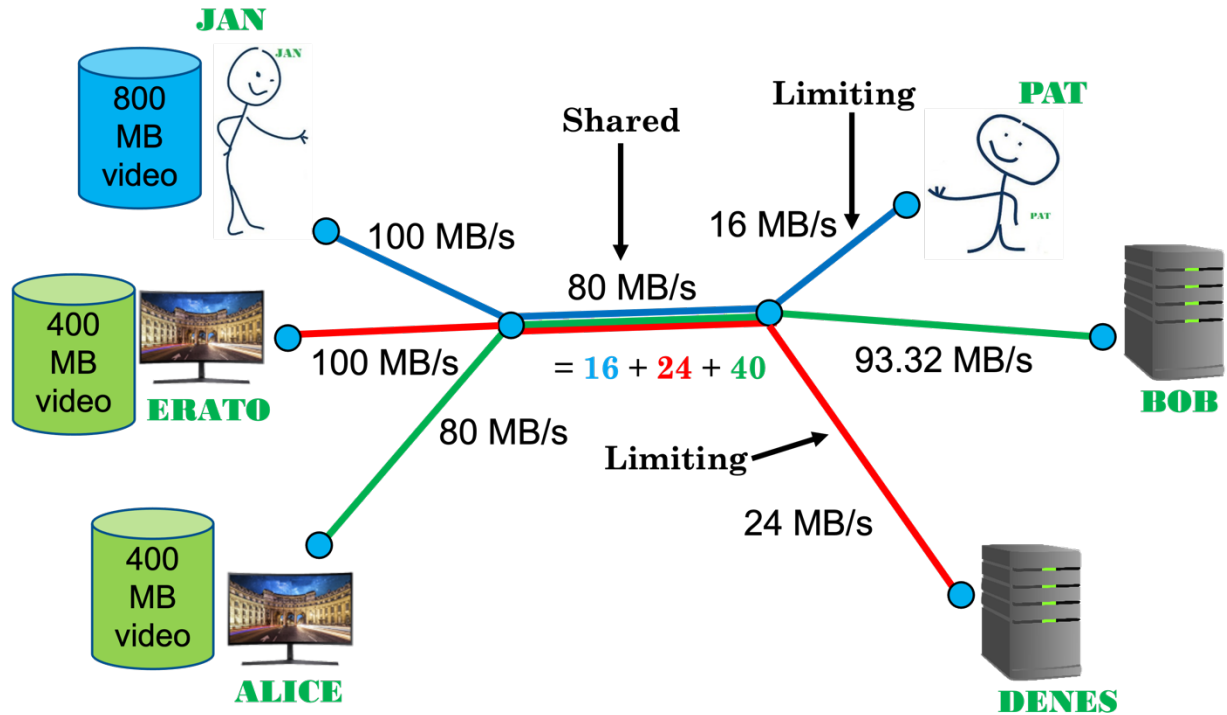 JAN
JAN
800
MB
video
Shared
Limiting
PAT
PAT
100 MB/s
16 MB/s
80 MB/s
400
MB
video
100 MB/s
ERATO
= 16 + 24 + 40
93.32 MB/s
BOB
80 MB/s
Limiting
24 MB/s
400
MB
video
ALICE
DENES